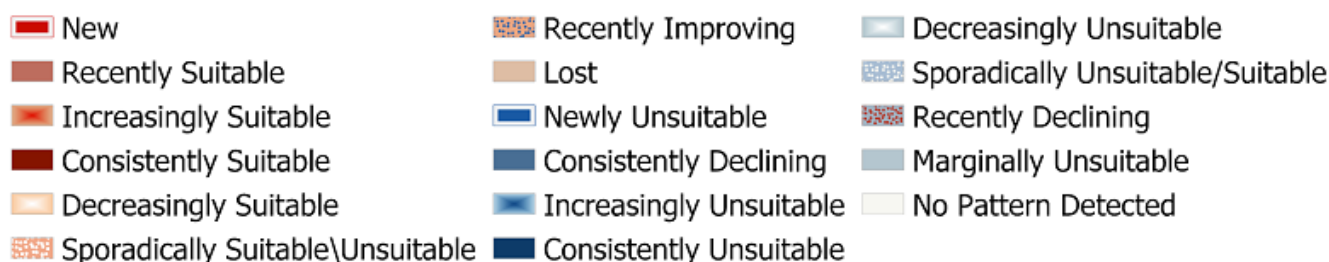 New
Recently Suitable
Increasingly Suitable
Consistently Suitable
Decreasingly Suitable
Sporadically Suitable\Unsuitable
Recently Improving
Lost
Newly Unsuitable
Consistently Declining
Increasingly Unsuitable
Consistently Unsuitable
Decreasingly Unsuitable
Sporadically Unsuitable/Suitable
Recently Declining
Marginally Unsuitable
No Pattern Detected